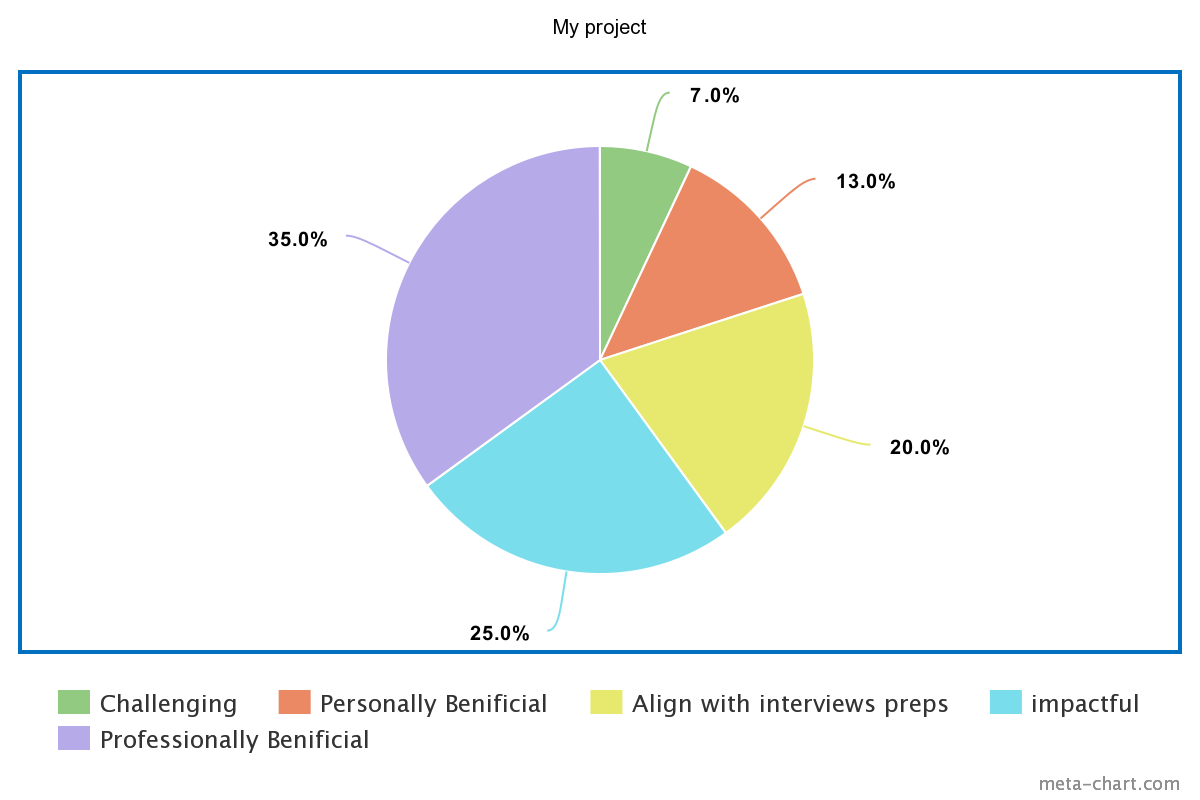 My project
7.0%
13.0%
35.0%
20.0%
25.0%
Challenging
Personally Benificial
Align with interviews preps
impactful
Professionally Benificial
meta-chart.com